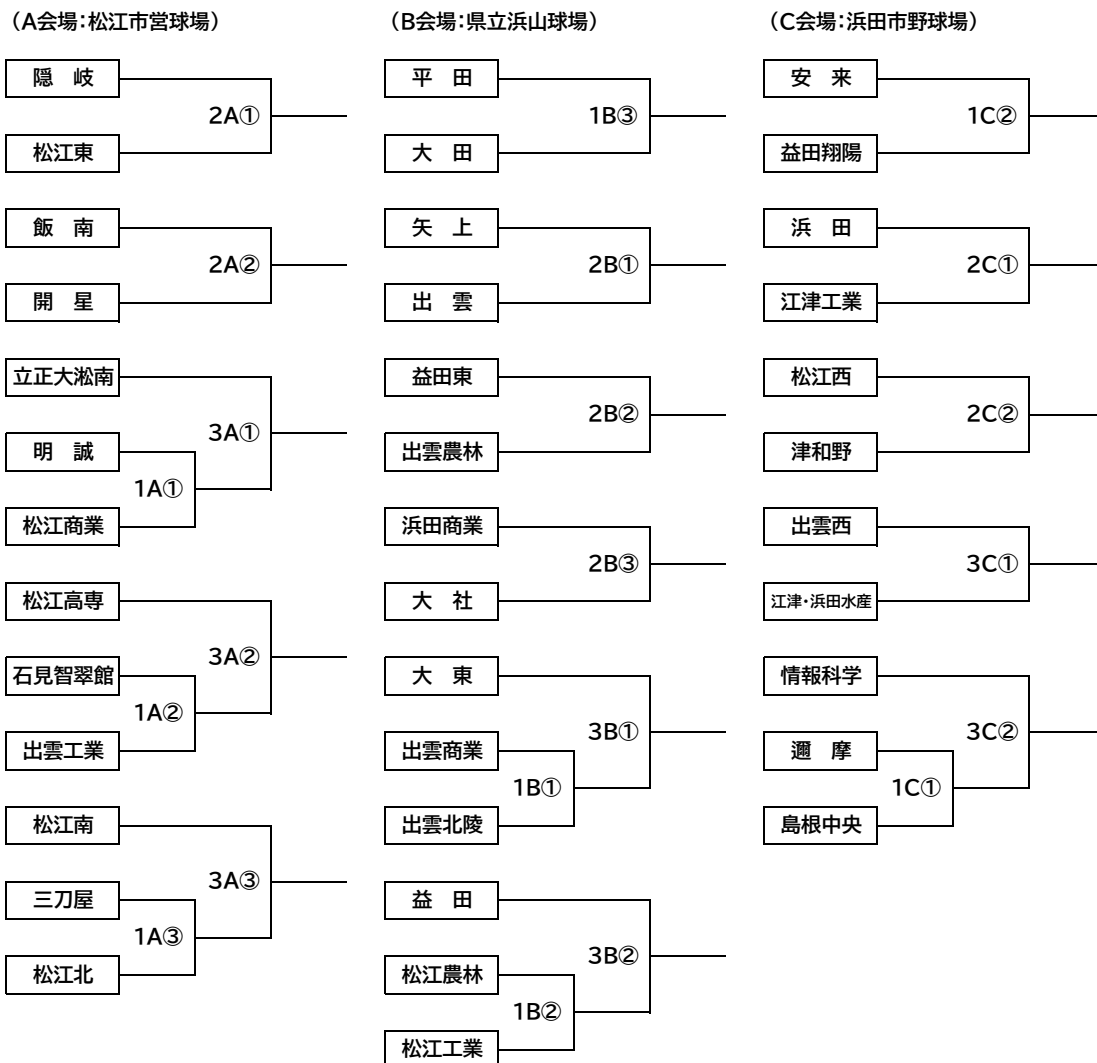 （A会場：松江市営球場）
隠　岐
2A①
松江東
飯　南
2A②
開　星
立正大淞南
3A①
明　誠
1A①
松江商業
松江高専
3A②
石見智翠館
1A②
出雲工業
松江南
3A③
三刀屋
1A③
松江北
（B会場：県立浜山球場）
平　田
1B③
大　田
矢　上
2B①
出　雲
益田東
2B②
出雲農林
浜田商業
2B③
大　社
大　東
3B①
出雲商業
1B①
出雲北陵
益　田
3B②
松江農林
1B②
松江工業
（C会場：浜田市野球場）
安　来
1C②
益田翔陽
浜　田
2C①
江津工業
松江西
2C②
津和野
出雲西
3C①
江津・浜田水産
情報科学
3C②
邇　摩
1C①
島根中央